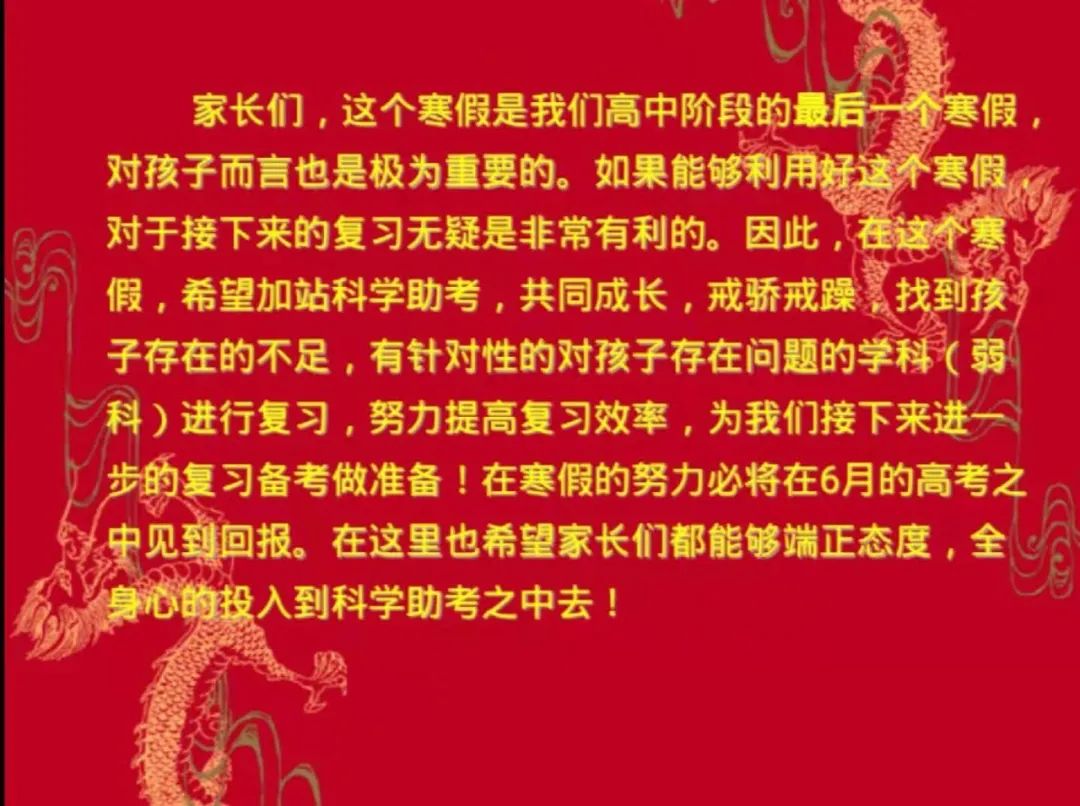 家长们，这个寒假是我们高中阶段的最后一个寒假，
对孩子而言也是极为重要的。如果能够利用好这个寒假，
对于接下来的复习无疑是非常有利的。因此，在这个寒
假，希望加站科学助考，共同成长，戒骄戒躁，找到孩
子存在的不足，有针对性的对孩子存在问题的学科（弱
科）进行复习，努力提高复习效率，为我们接下来进一
步的复习备考做准备！在寒假的努力必将在6月的高考之
中见到回报。在这里也希望家长们都能够端正态度，全
身心的投入到科学助考之中去！